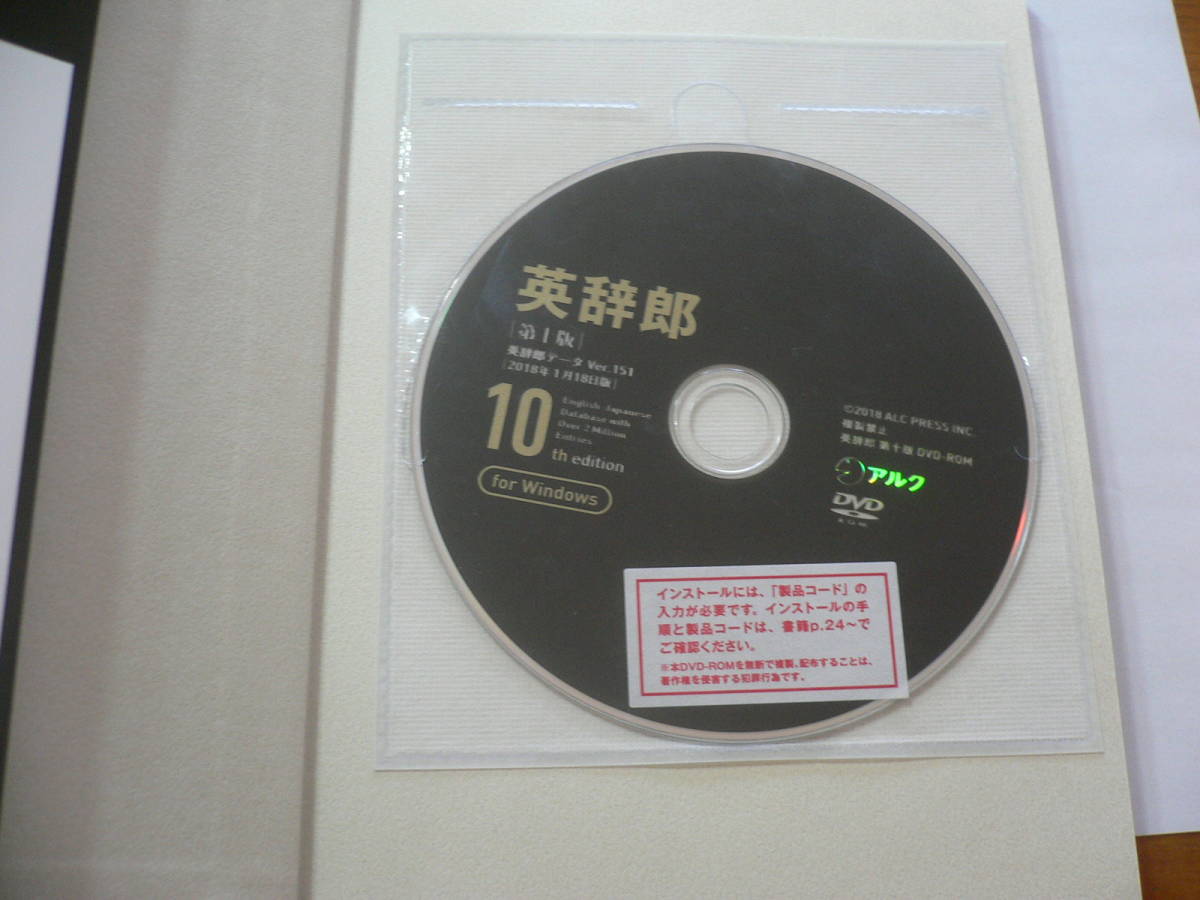 英辞郎
[第十版]
英辞郎データ Ver.151
[2018年1月18日版]
10
English-Japanese
Database with
Over 2 Million
Entries
th edition
for Windows
©2018 ALC PRESS INC.
複製禁止
英辞郎 第十版 DVD-ROM
アルク
DVD
ROM
インストールには、「製品コード」の
入力が必要です。インストールの手
順と製品コードは、書籍p.24～で
ご確認ください。
※本DVD-ROMを無断で複製、配布することは、
著作権を侵害する犯罪行為です。